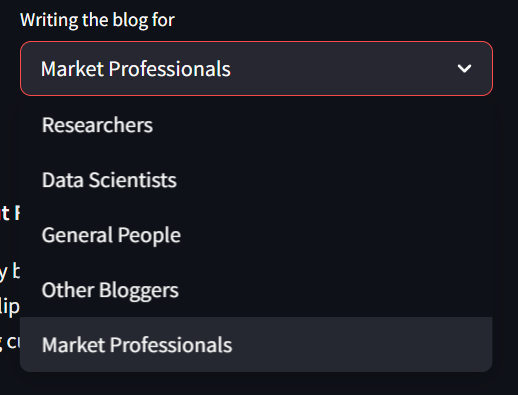 Writing the blog for
Market Professionals
Researchers
Data Scientists
General People
Other Bloggers
Market Professionals